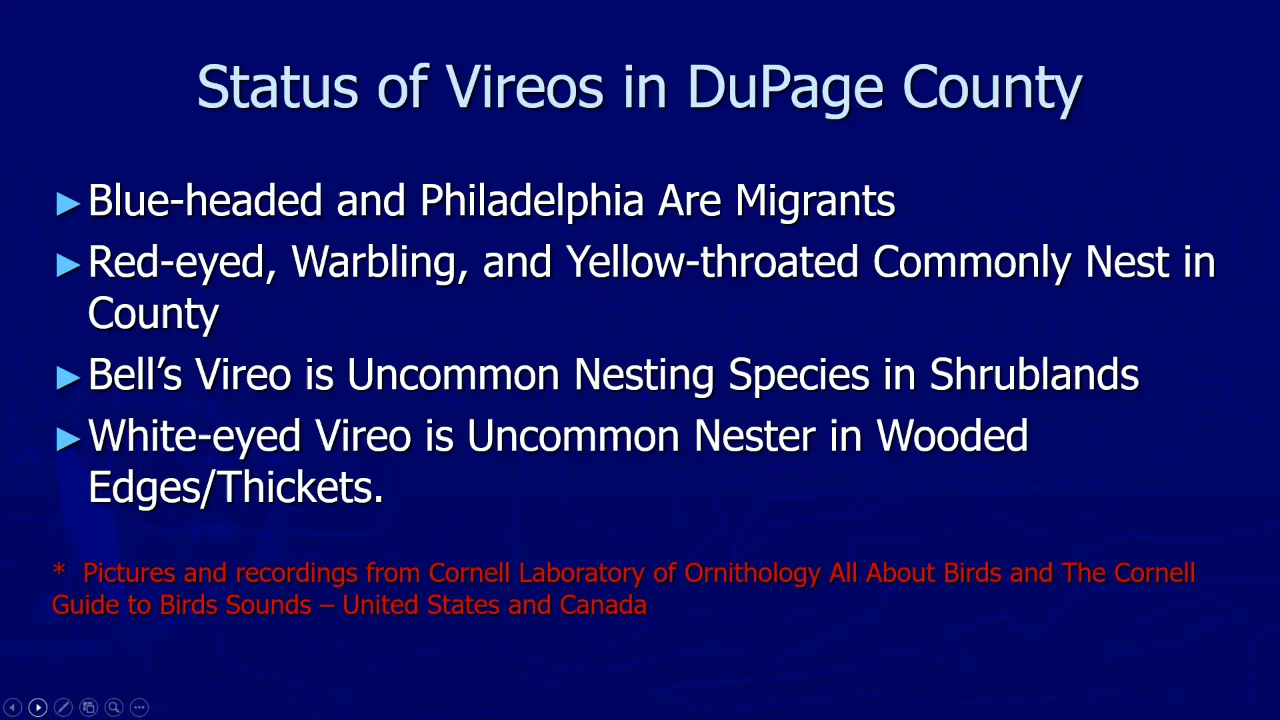 Status of Vireos in DuPage County
►Blue-headed and Philadelphia Are Migrants
►Red-eyed, Warbling, and Yellow-throated Commonly Nest in
County
►Bell’s Vireo is Uncommon Nesting Species in Shrublands
►White-eyed Vireo is Uncommon Nester in Wooded
Edges/Thickets.
* Pictures and recordings from Cornell Laboratory of Ornithology All About Birds and The Cornell
Guide to Birds Sounds – United States and Canada